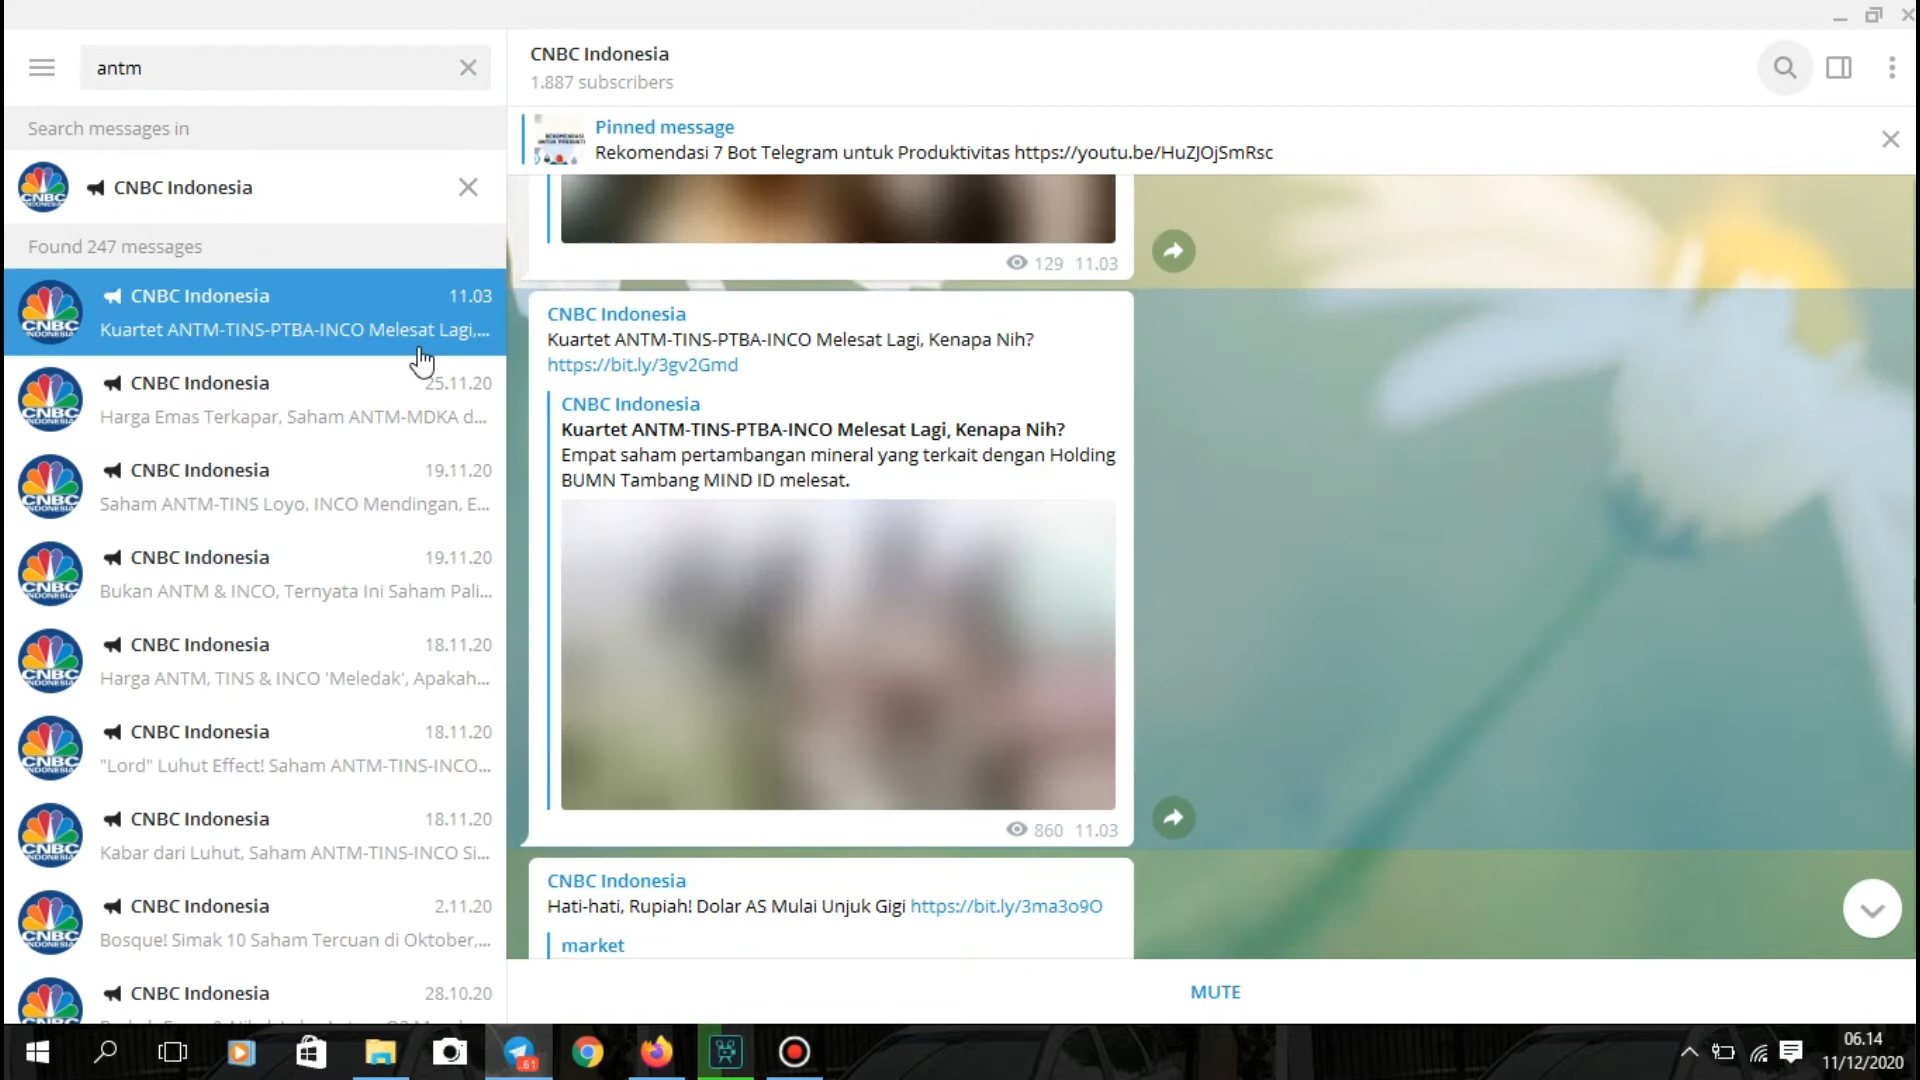 antm
Search messages in
CNBC Indonesia
Found 247 messages
CNBC Indonesia 11.03
Kuartet ANTM-TINS-PTBA-INCO Melesat Lagi,...
CNBC Indonesia 25.11.20
Harga Emas Terkapar, Saham ANTM-MDKA d...
CNBC Indonesia 19.11.20
Saham ANTM-TINS Loyo, INCO Mendingan, E...
CNBC Indonesia 19.11.20
Bukan ANTM & INCO, Ternyata Ini Saham Pali...
CNBC Indonesia 18.11.20
Harga ANTM, TINS & INCO 'Meledak', Apakah...
CNBC Indonesia 18.11.20
"Lord" Luhut Effect! Saham ANTM-TINS-INCO...
CNBC Indonesia 18.11.20
Kabar dari Luhut, Saham ANTM-TINS-INCO Si...
CNBC Indonesia 2.11.20
Bosque! Simak 10 Saham Tercuan di Oktober,...
CNBC Indonesia 28.10.20
CNBC Indonesia
1.887 subscribers
Pinned message
Rekomendasi 7 Bot Telegram untuk Produktivitas https://youtu.be/HuZJOjSmRsc
129 11.03
CNBC Indonesia
Kuartet ANTM-TINS-PTBA-INCO Melesat Lagi, Kenapa Nih?
https://bit.ly/3gv2Gmd
CNBC Indonesia
Kuartet ANTM-TINS-PTBA-INCO Melesat Lagi, Kenapa Nih?
Empat saham pertambangan mineral yang terkait dengan Holding
BUMN Tambang MIND ID melesat.
860 11.03
CNBC Indonesia
Hati-hati, Rupiah! Dolar AS Mulai Unjuk Gigi https://bit.ly/3ma3o9O
market
MUTE
..61
06.14
11/12/2020